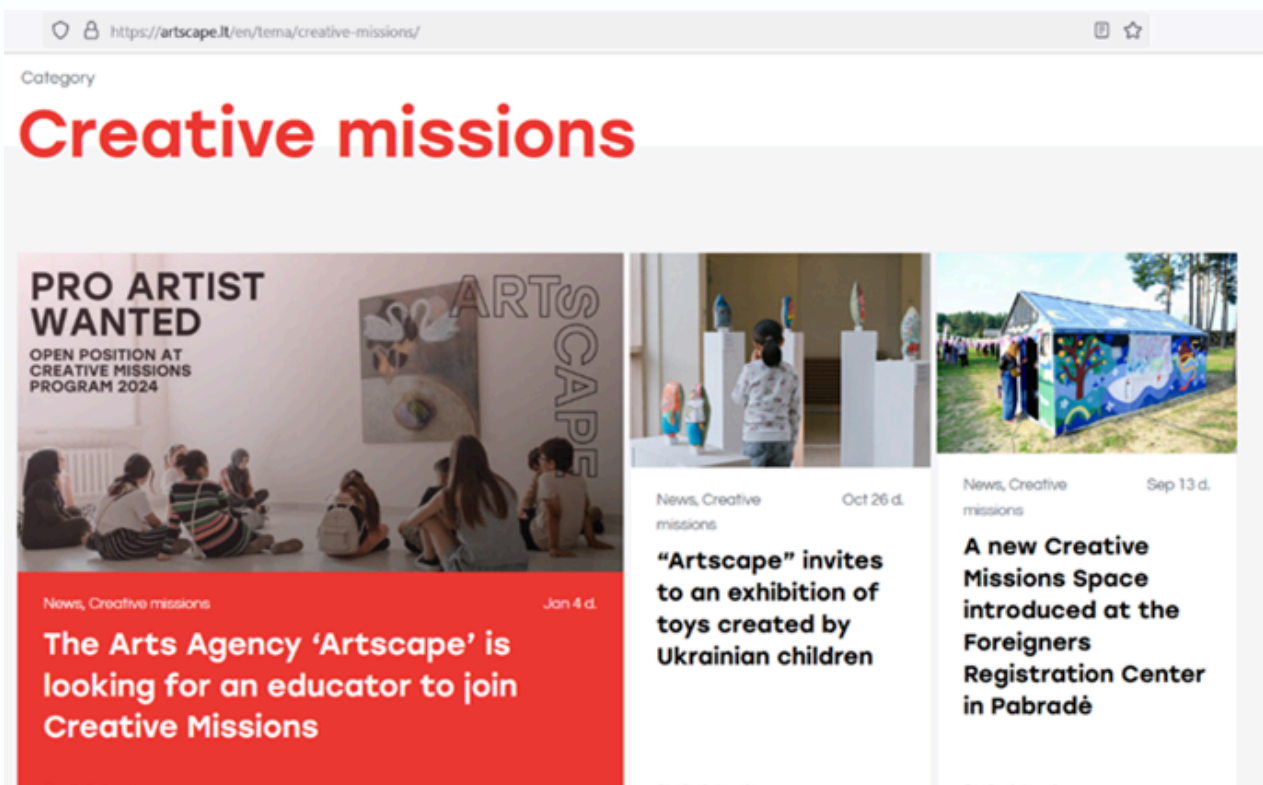 https://artscape.lt/en/tema/creative-missions/
Category
Creative missions
PRO ARTIST
WANTED
OPEN POSITION AT
CREATIVE MISSIONS
PROGRAM 2024
ARTSCAPE
News, Creative missions
Jan 4 d.
The Arts Agency ‘Artscape’ is
looking for an educator to join
Creative Missions
News, Creative
missions
Oct 26 d.
“Artscape” invites
to an exhibition of
toys created by
Ukrainian children
News, Creative
missions
Sep 13 d.
A new Creative
Missions Space
introduced at the
Foreigners
Registration Center
in Pabradė